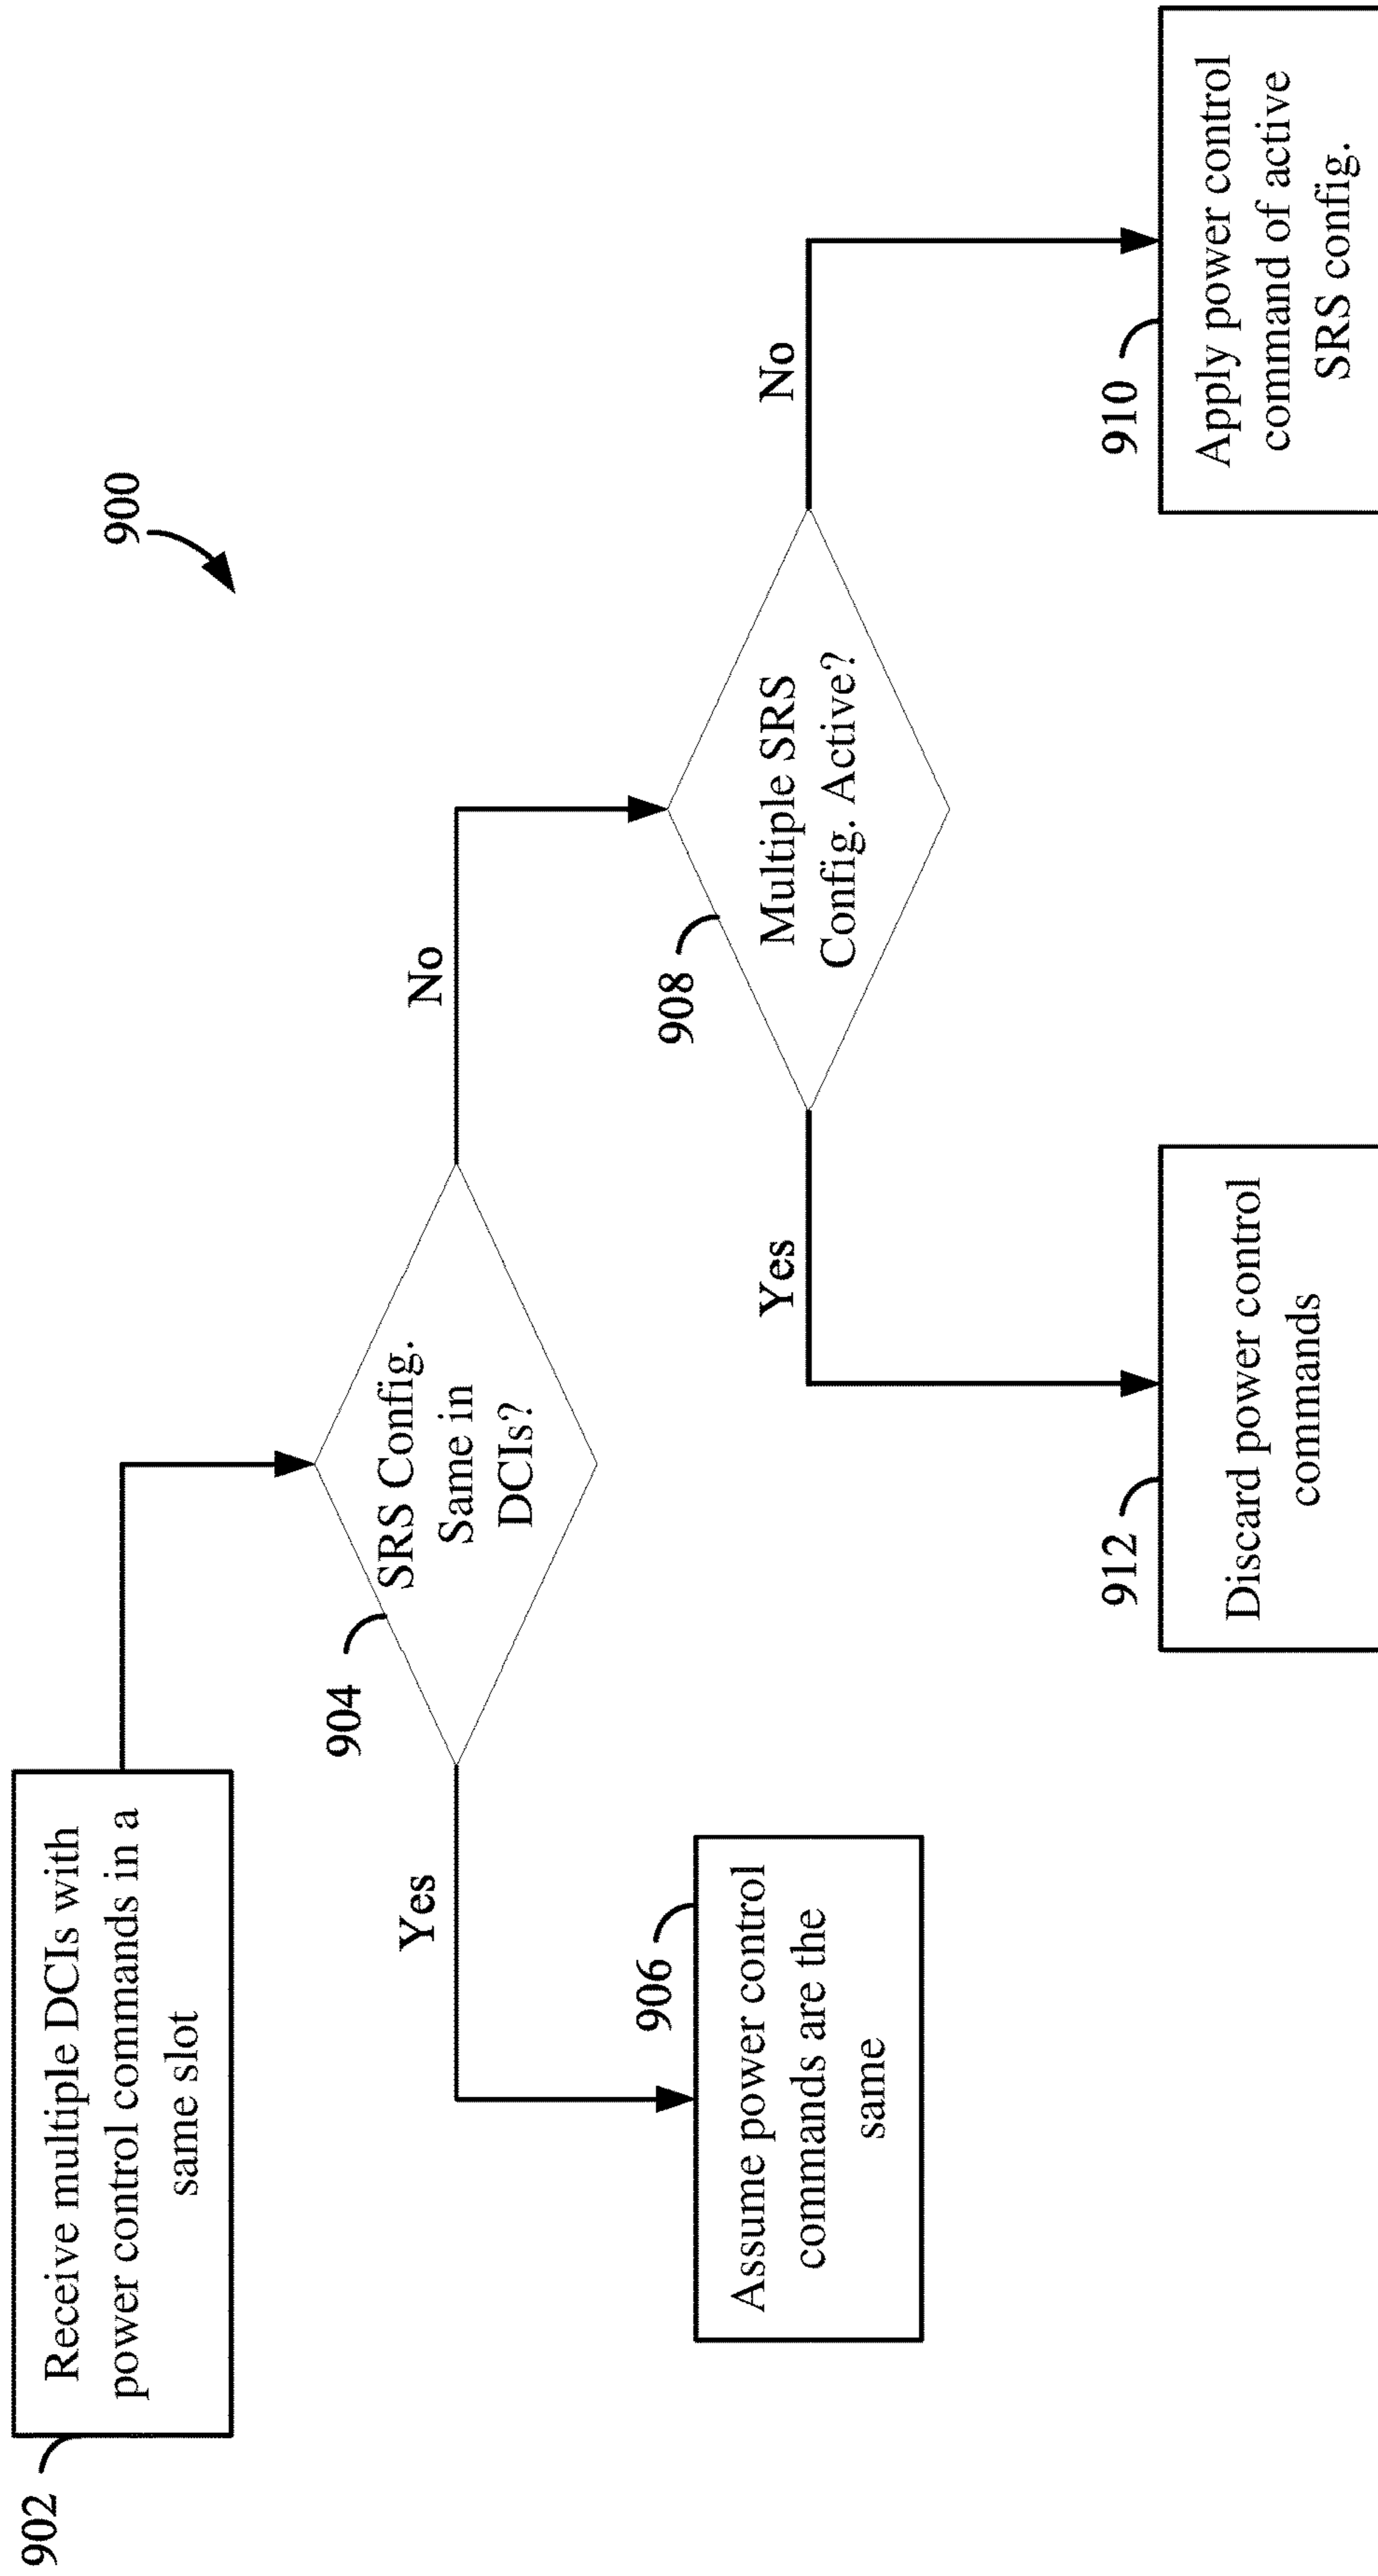 900
902
Receive multiple DCIs with
power control commands in a
same slot
904
SRS Config.
Same in
DCIs?
Yes
No
906
Assume power control
commands are the
same
908
Multiple SRS
Config. Active?
Yes
No
912
Discard power control
commands
910
Apply power control
command of active
SRS config.